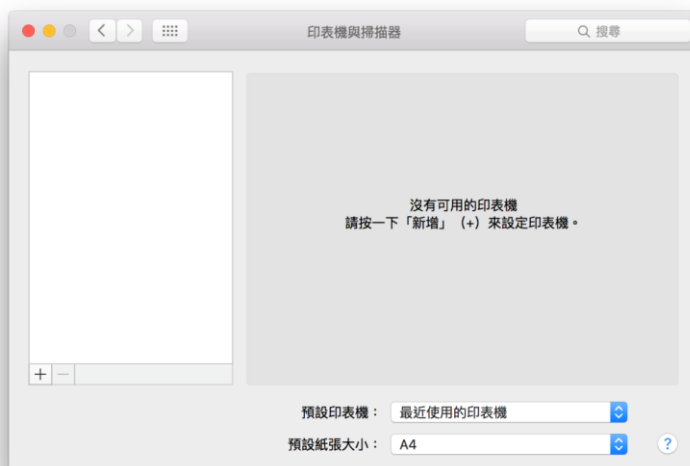 印表機與掃描器
搜尋
沒有可用的印表機
請按一下「新增」(+)來設定印表機。
+ −
預設印表機： 最近使用的印表機
預設紙張大小： A4
?